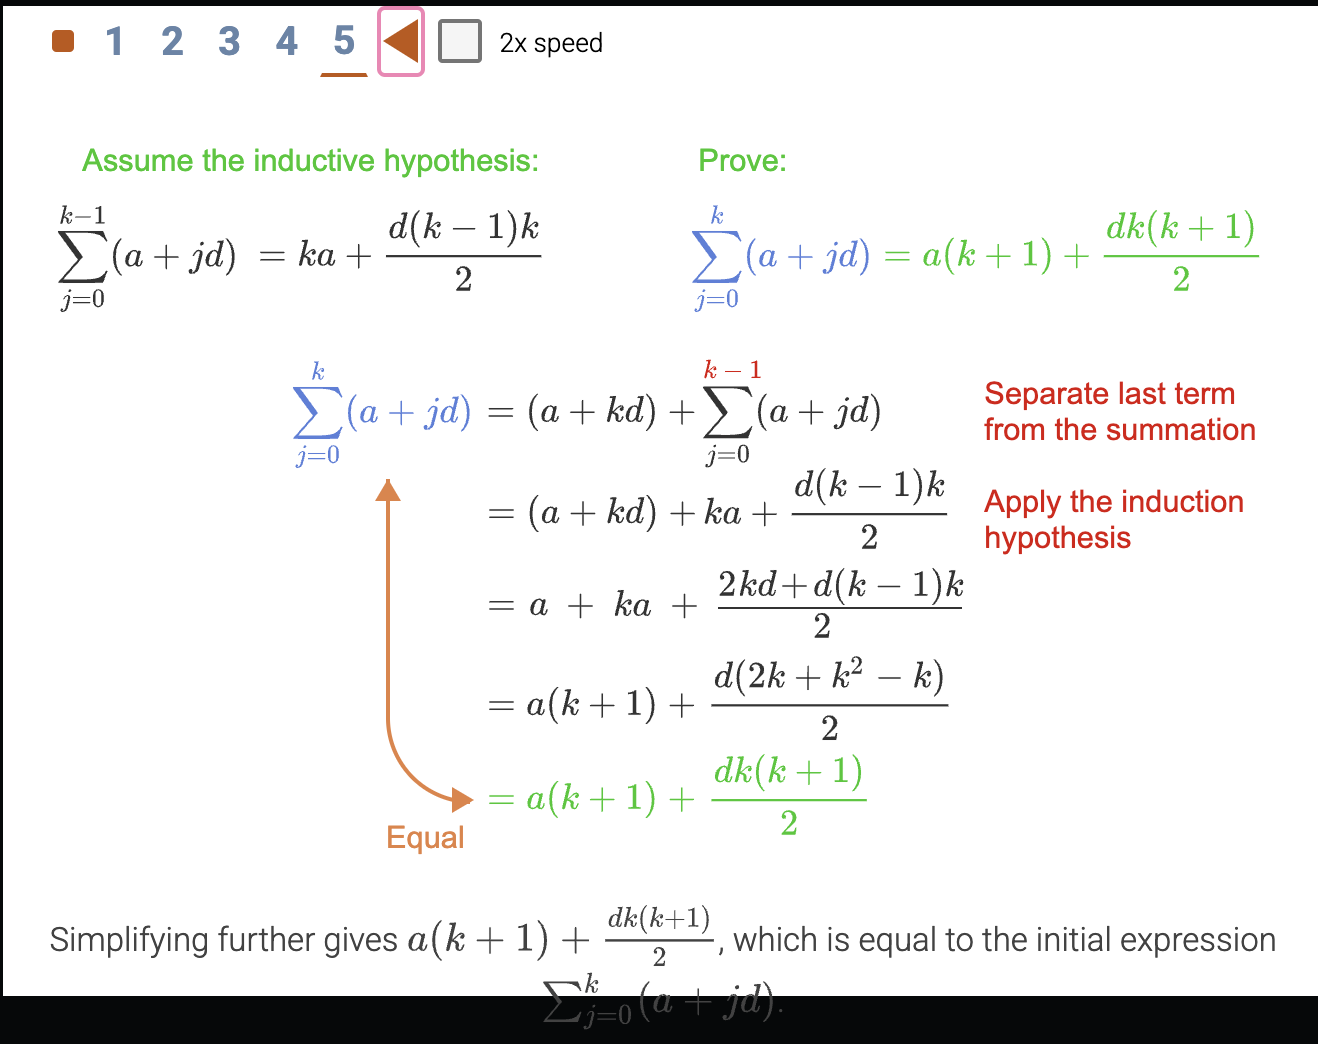 1 2 3 4 5 2x speed
Assume the inductive hypothesis: Prove:
\sum_{j=0}^{k-1}(a + jd) = ka + \frac{d(k - 1)k}{2} \sum_{j=0}^{k}(a + jd) = a(k + 1) + \frac{dk(k + 1)}{2}
\sum_{j=0}^{k}(a + jd) = (a + kd) + \sum_{j=0}^{k - 1}(a + jd) Separate last term
from the summation
= (a + kd) + ka + \frac{d(k - 1)k}{2} Apply the induction
hypothesis
= a + ka + \frac{2kd + d(k - 1)k}{2}
= a(k + 1) + \frac{d(2k + k^2 - k)}{2}
= a(k + 1) + \frac{dk(k + 1)}{2}
Equal
Simplifying further gives a(k + 1) + \frac{dk(k+1)}{2}, which is equal to the initial expression
\sum_{j=0}^{k}(a + jd).